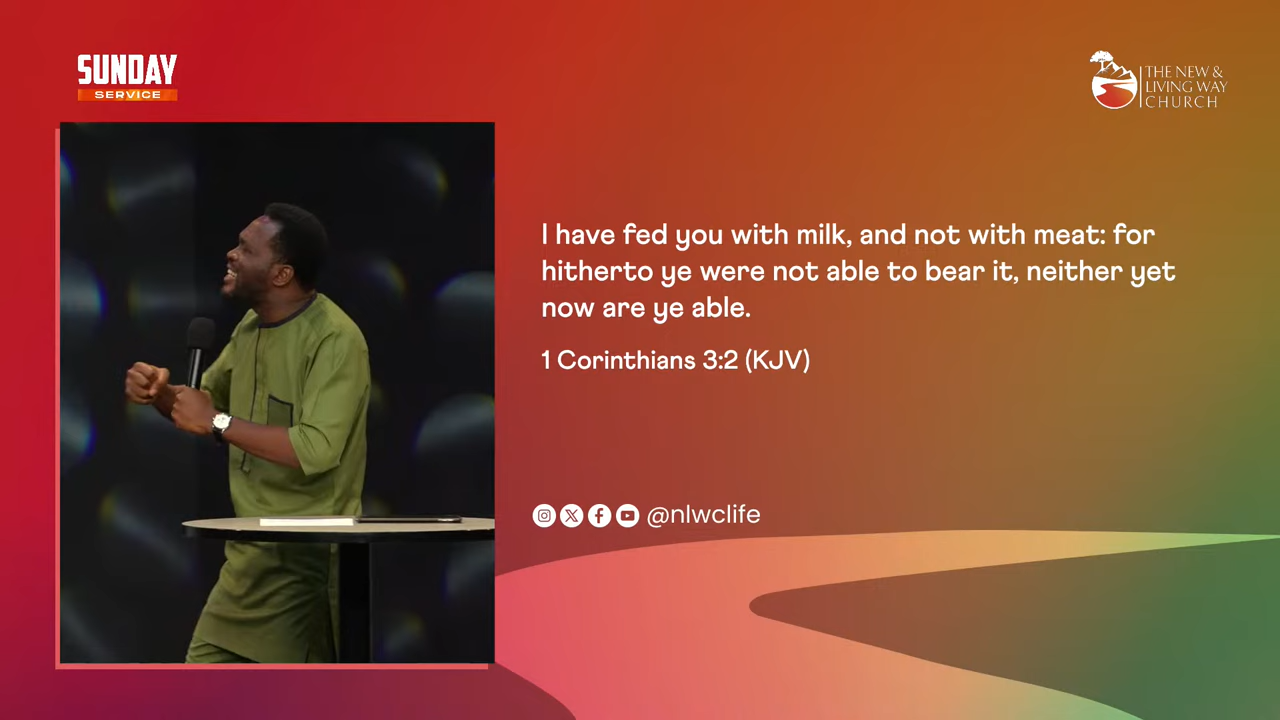 SUNDAY
SERVICE
THE NEW &
LIVING WAY
CHURCH
I have fed you with milk, and not with meat: for
hitherto ye were not able to bear it, neither yet
now are ye able.
1 Corinthians 3:2 (KJV)
@nlwclife